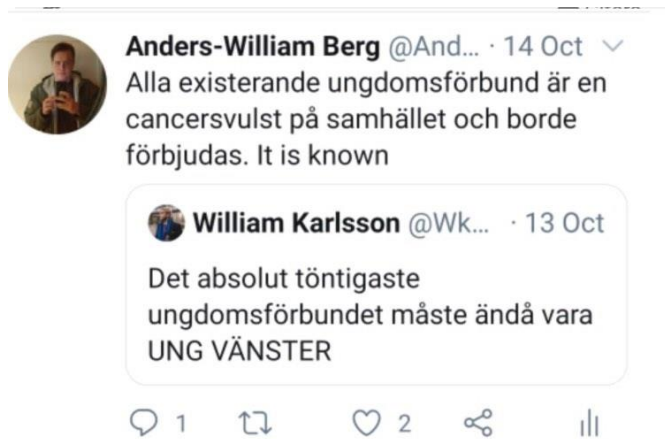 Anders-William Berg @And... · 14 Oct
Alla existerande ungdomsförbund är en
cancersvulst på samhället och borde
förbjudas. It is known
William Karlsson @Wk... · 13 Oct
Det absolut töntigaste
ungdomsförbundet måste ändå vara
UNG VÄNSTER
1 2